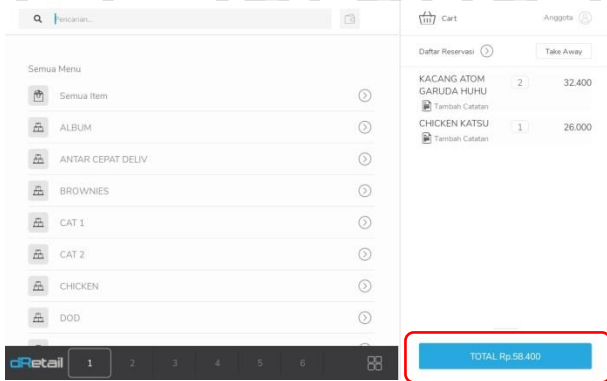 Pencarian...
Semua Menu
Semua Item
ALBUM
ANTAR CEPAT DELIV
BROWNIES
CAT 1
CAT 2
CHICKEN
DOD
dRetail 1 2 3 4 5 6
Cart Anggota
Daftar Reservasi Take Away
KACANG ATOM 2 32.400
GARUDA HUHU
Tambah Catatan
CHICKEN KATSU 1 26.000
Tambah Catatan
TOTAL Rp.58.400